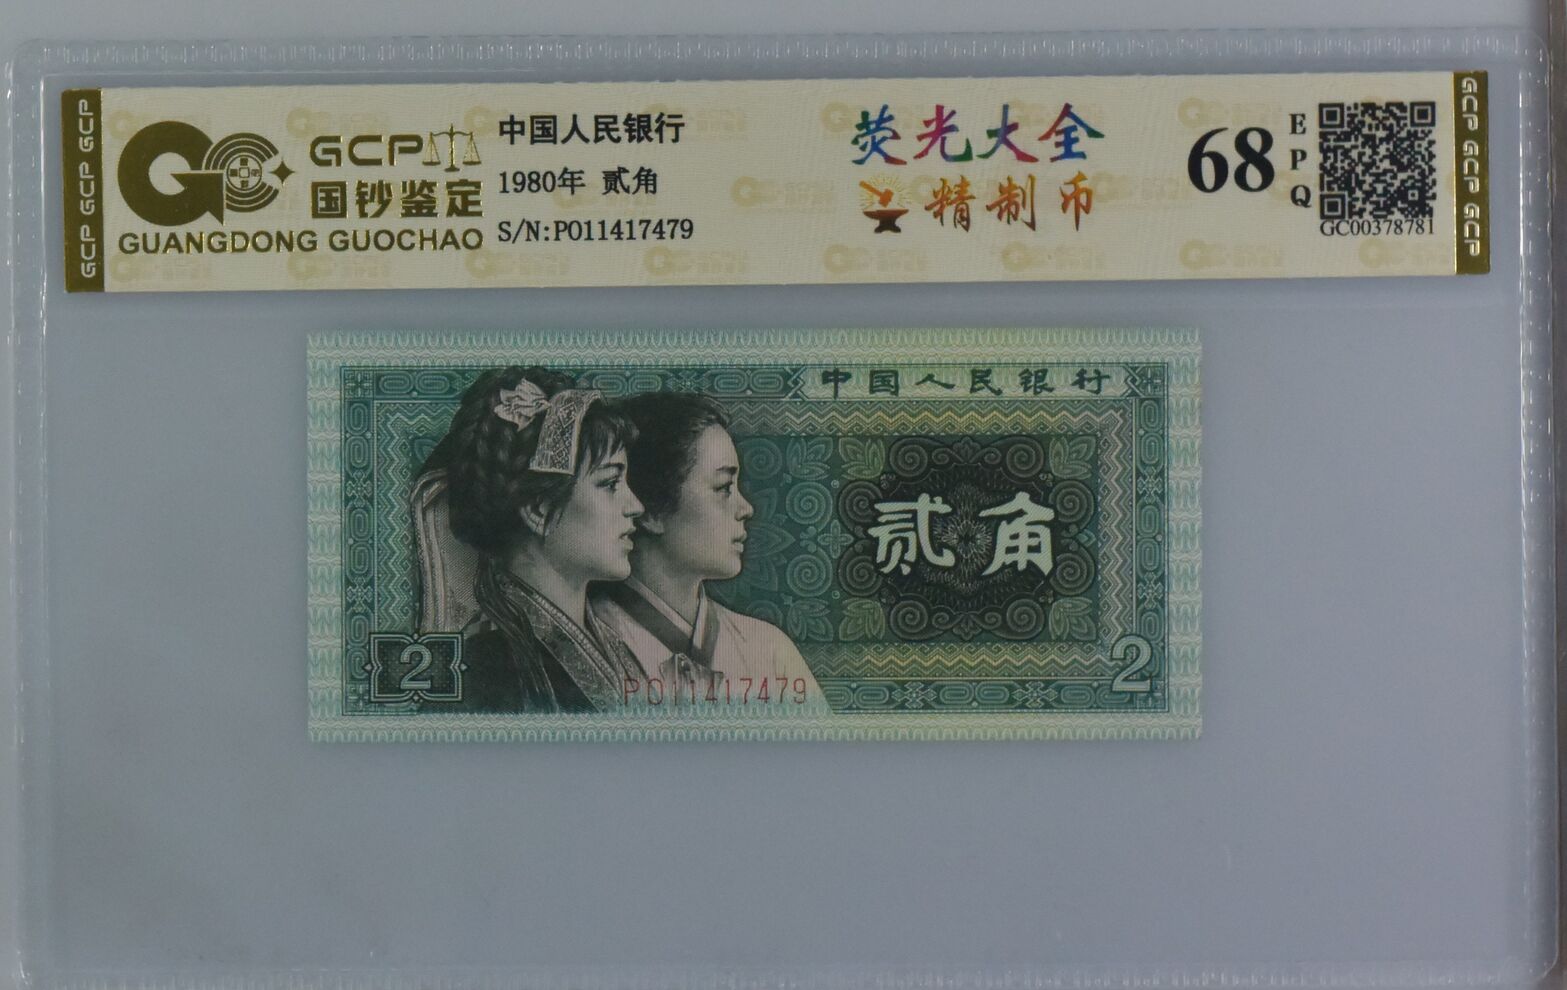 GCP GCP GCP
GCP
国钞鉴定
GUANGDONG GUOCHAO
中国人民银行
1980年 贰角
S/N:PO11417479
荧光大全
精制币
68
EPQ
GC00378781
GCP GCP GCP
中国人民银行
贰角
2
2
PO11417479